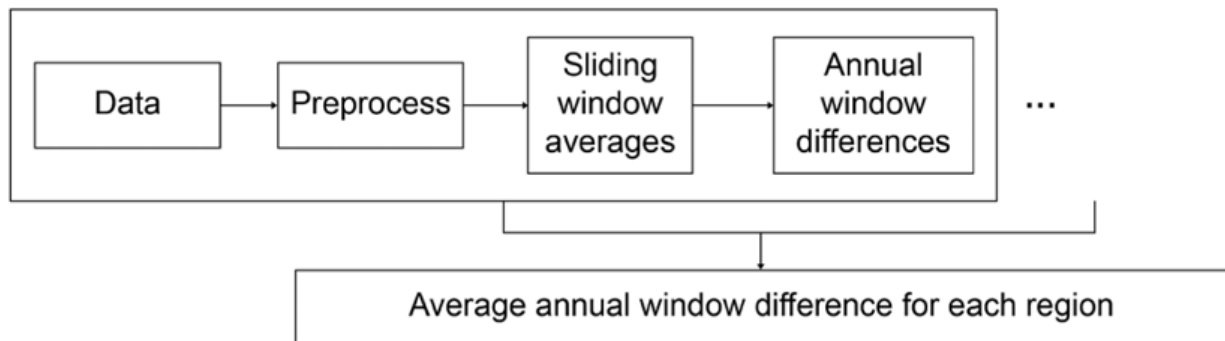 Data
Preprocess
Sliding
window
averages
Annual
window
differences
...
Average annual window difference for each region